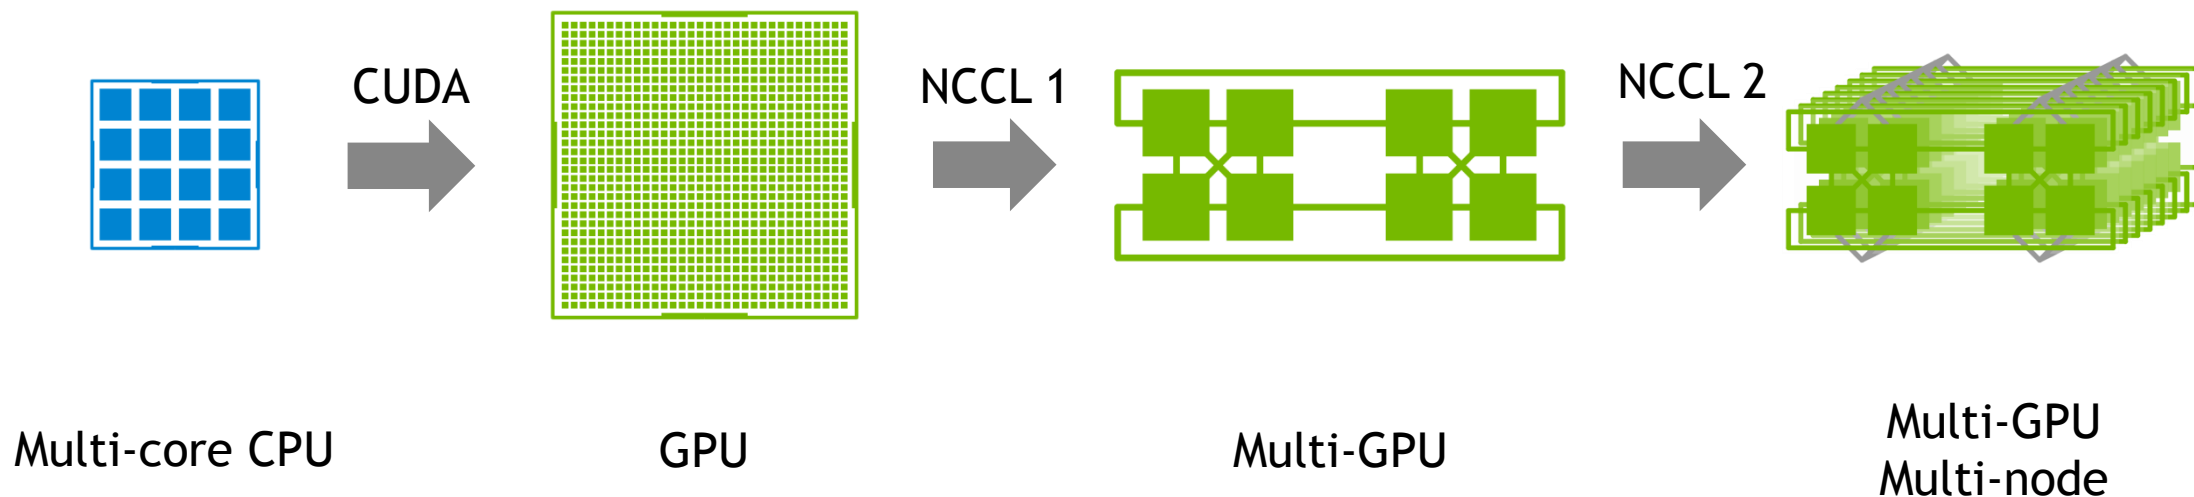 CUDA
NCCL 1
NCCL 2
Multi-core CPU
GPU
Multi-GPU
Multi-GPU
Multi-node